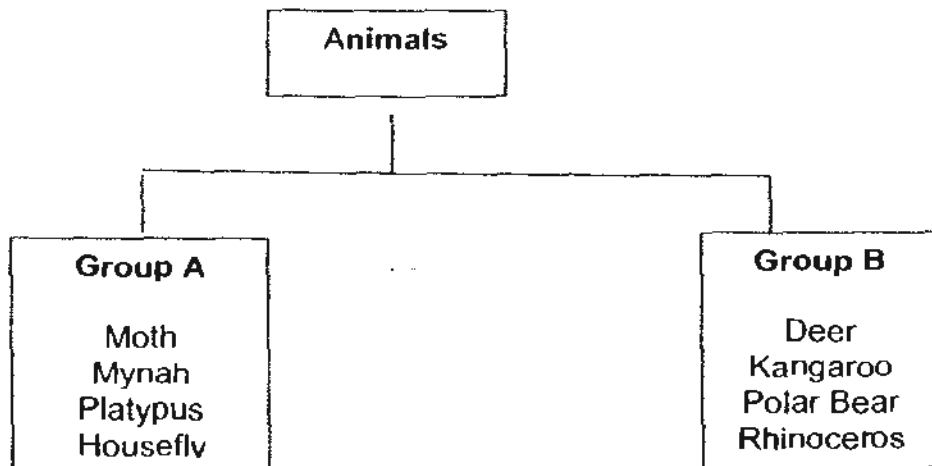 Animals
Group A
Moth
Mynah
Platypus
Housefly
Group B
Deer
Kangaroo
Polar Bear
Rhinoceros